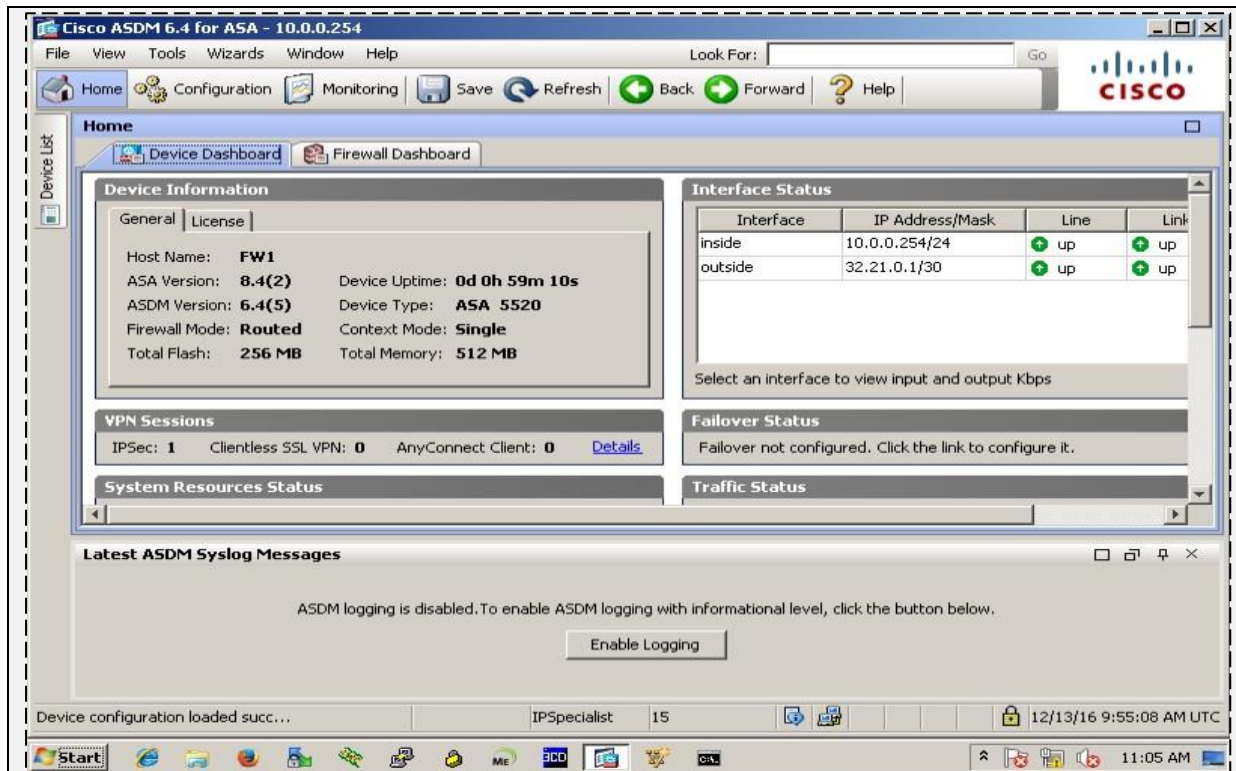 Cisco ASDM 6.4 for ASA - 10.0.0.254
File View Tools Wizards Window Help Look For: Go
Home Configuration Monitoring Save Refresh Back Forward Help
CISCO
Device List
Home
Device Dashboard Firewall Dashboard
Device Information
General License
Host Name: FW1
ASA Version: 8.4(2) Device Uptime: 0d 0h 59m 10s
ASDM Version: 6.4(5) Device Type: ASA 5520
Firewall Mode: Routed Context Mode: Single
Total Flash: 256 MB Total Memory: 512 MB
Interface Status
Interface IP Address/Mask Line Link
inside 10.0.0.254/24 up up
outside 32.21.0.1/30 up up
Select an interface to view input and output Kbps
VPN Sessions
IPSec: 1 Clientless SSL VPN: 0 AnyConnect Client: 0 Details
Failover Status
Failover not configured. Click the link to configure it.
System Resources Status
Traffic Status
Latest ASDM Syslog Messages
ASDM logging is disabled.To enable ASDM logging with informational level, click the button below.
Enable Logging
Device configuration loaded succ... IPSpecialist 15 12/13/16 9:55:08 AM UTC
Start ME 3CD C:\. 11:05 AM